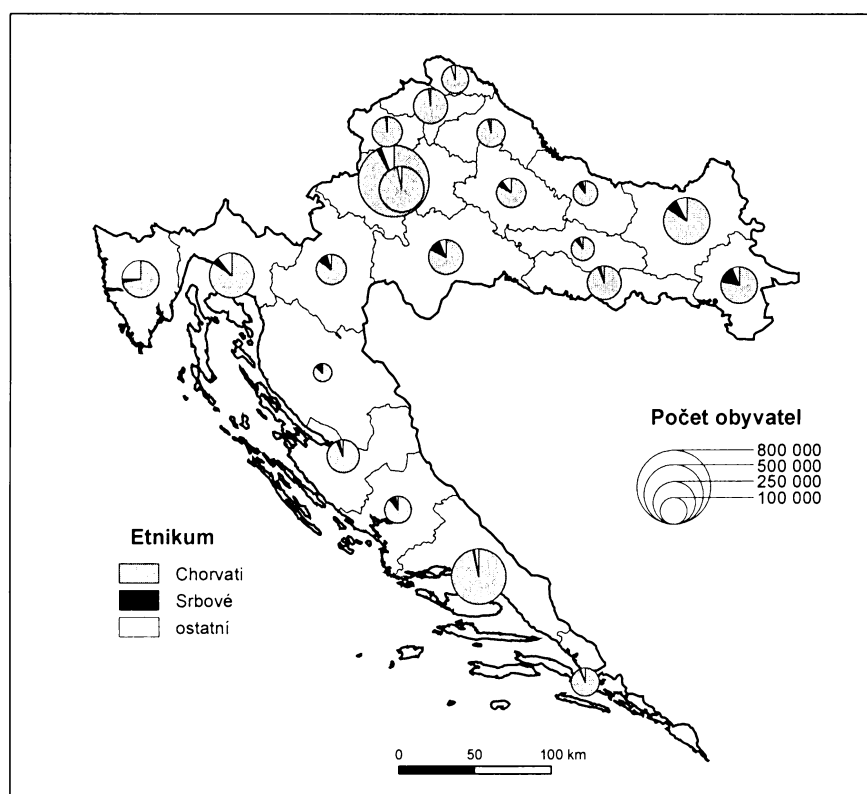 Počet obyvatel
800 000
500 000
250 000
100 000
Etnikum
Chorvati
Srbové
ostatní
0 50 100 km